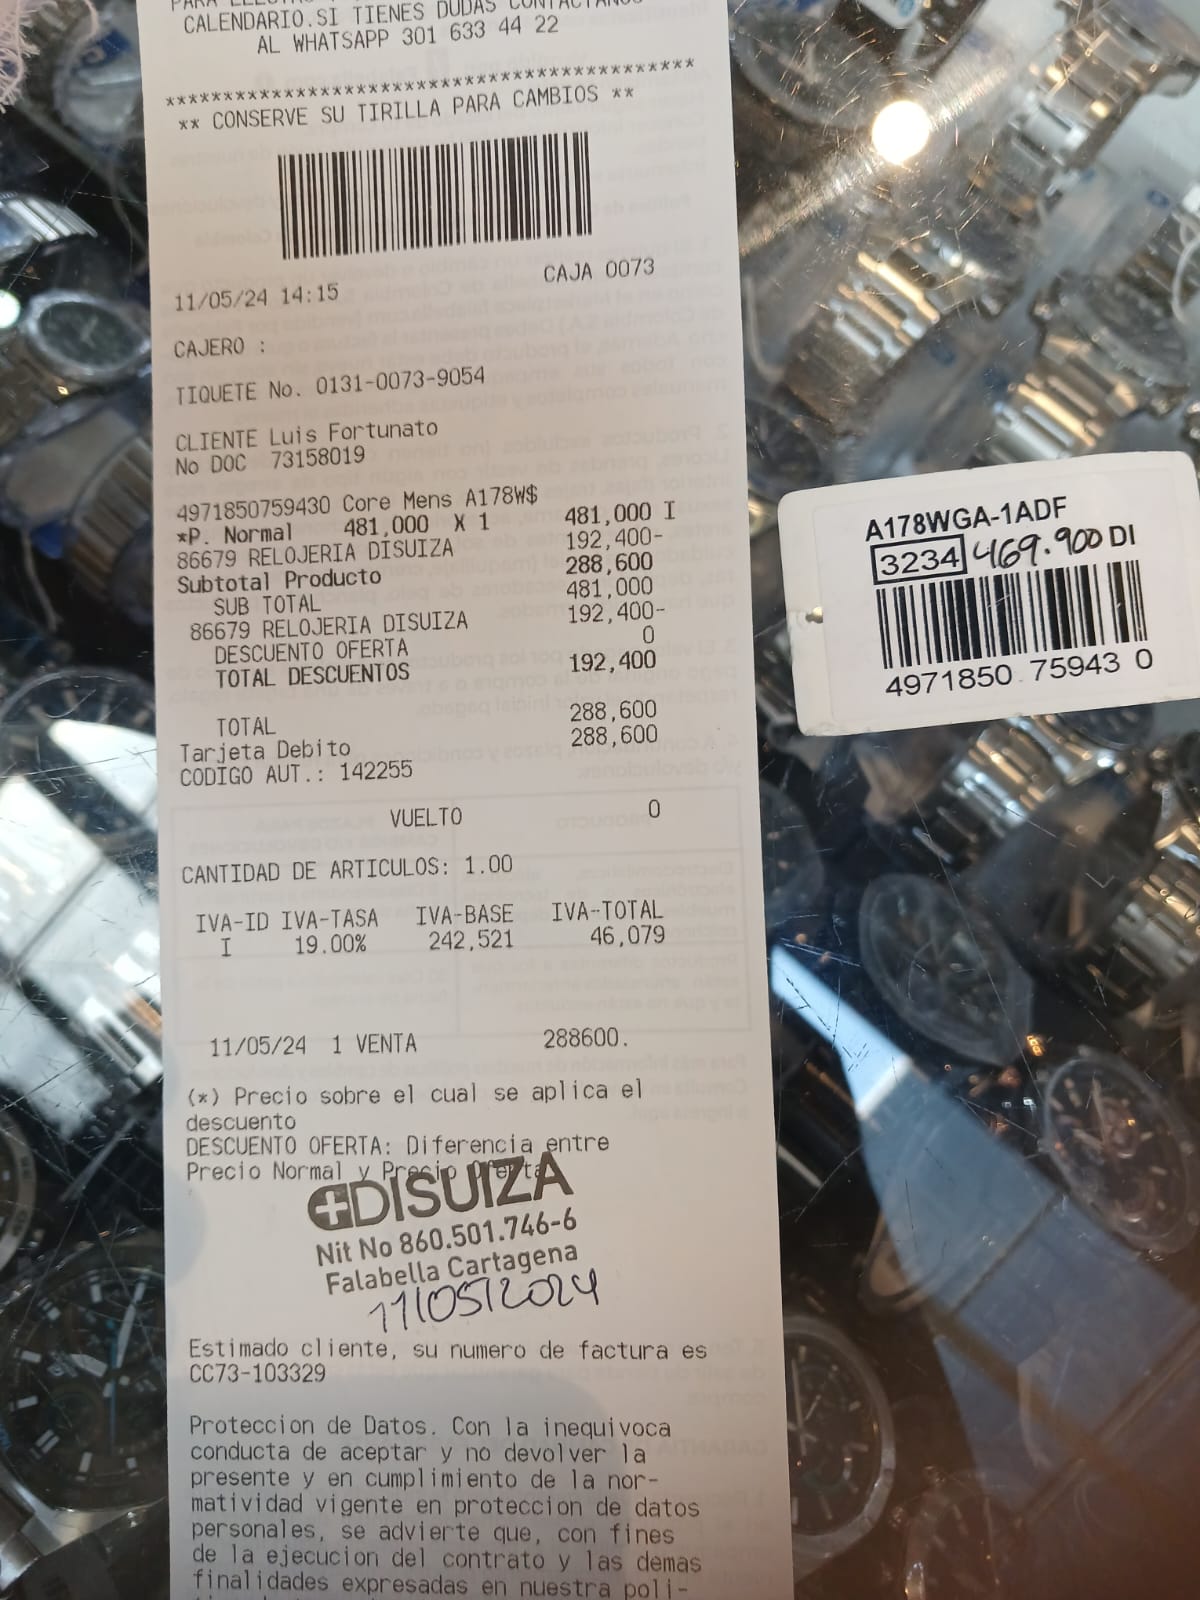 CALENDARIO.SI TIENES DUDAS CONTACTANOS
AL WHATSAPP 301 633 44 22
********************************************
** CONSERVE SU TIRILLA PARA CAMBIOS **
CAJA 0073
11/05/24 14:15
CAJERO :
TIQUETE No. 0131-0073-9054
CLIENTE Luis Fortunato
No DOC 73158019
4971850759430 Core Mens A178W$
*P. Normal 481,000 X 1 481,000 I
86679 RELOJERIA DISUIZA 192,400-
Subtotal Producto 288,600
SUB TOTAL 481,000
86679 RELOJERIA DISUIZA 192,400-
DESCUENTO OFERTA 0
TOTAL DESCUENTOS 192,400
TOTAL 288,600
Tarjeta Debito 288,600
CODIGO AUT.: 142255
VUELTO 0
CANTIDAD DE ARTICULOS: 1.00
IVA-ID IVA-TASA IVA-BASE IVA-TOTAL
I 19.00% 242,521 46,079
11/05/24 1 VENTA 288600.
(*) Precio sobre el cual se aplica el
descuento
DESCUENTO OFERTA: Diferencia entre
Precio Normal y Precio Oferta
DISUIZA
Nit No 860.501.746-6
Falabella Cartagena
11/05/2024
Estimado cliente, su numero de factura es
CC73-103329
Proteccion de Datos. Con la inequivoca
conducta de aceptar y no devolver la
presente y en cumplimiento de la nor-
matividad vigente en proteccion de datos
personales, se advierte que, con fines
de la ejecucion del contrato y las demas
finalidades expresadas en nuestra poli-
A178WGA-1ADF
3234 469.900 DI
4971850 75943 0